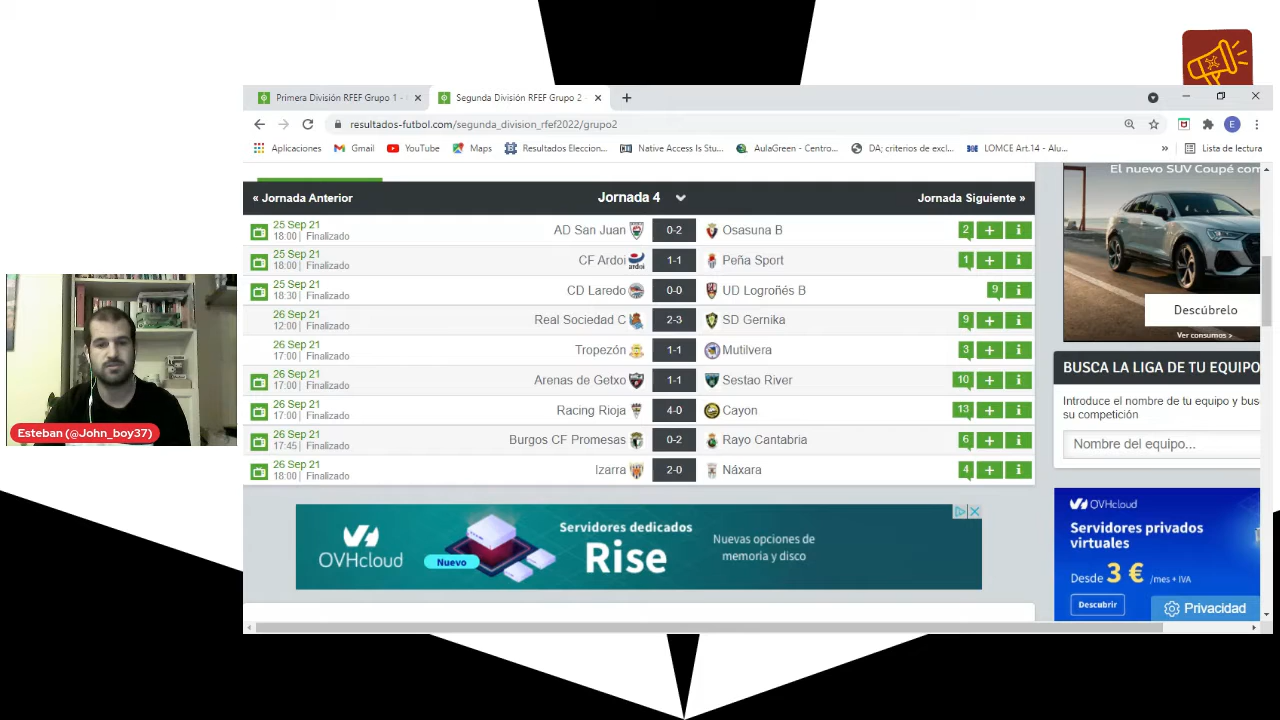 Primera División RFEF Grupo 1 -
Segunda División RFEF Grupo 2
resultados-futbol.com/segunda_division_rfef2022/grupo2
E
Aplicaciones
Gmail
YouTube
Maps
Resultados Eleccion...
Native Access Is Stu...
AulaGreen - Centro...
DA; criterios de excl...
LOMCE Art.14 - Alu...
»
Lista de lectura
« Jornada Anterior
Jornada 4
Jornada Siguiente »
25 Sep 21
18:00 | Finalizado
AD San Juan 0-2 Osasuna B
2 + i
25 Sep 21
18:00 | Finalizado
CF Ardoi ardoi 1-1 Peña Sport
1 + i
25 Sep 21
18:30 | Finalizado
CD Laredo 0-0 UD Logroñés B
9 i
26 Sep 21
12:00 | Finalizado
Real Sociedad C 2-3 SD Gernika
9 + i
26 Sep 21
17:00 | Finalizado
Tropezón 1-1 Mutilvera
3 + i
26 Sep 21
17:00 | Finalizado
Arenas de Getxo 1-1 Sestao River
10 + i
26 Sep 21
17:00 | Finalizado
Racing Rioja 4-0 Cayon
13 + i
26 Sep 21
17:45 | Finalizado
Burgos CF Promesas 0-2 Rayo Cantabria
6 + i
26 Sep 21
18:00 | Finalizado
Izarra 2-0 Náxara
4 + i
OVHcloud
Nuevo
Servidores dedicados
Rise
Nuevas opciones de
memoria y disco
El nuevo SUV Coupé con
Descúbrelo
Ver consumos >
BUSCA LA LIGA DE TU EQUIPO
Introduce el nombre de tu equipo y bus
su competición
Nombre del equipo...
OVHcloud
Servidores privados
virtuales
Desde 3 € /mes + IVA
Descubrir
Privacidad
Esteban (@John_boy37)